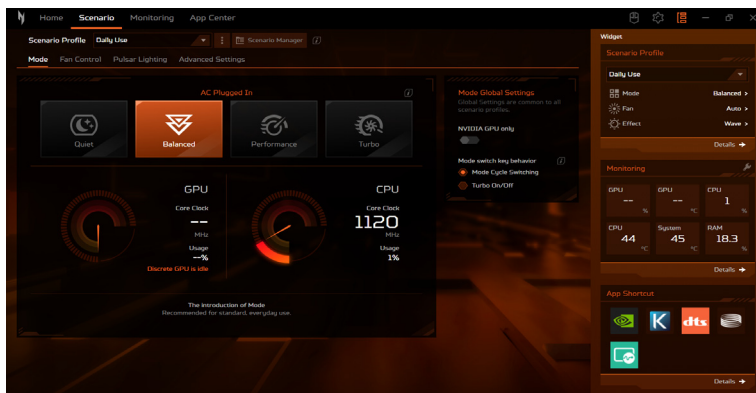 Home Scenario Monitoring App Center
Scenario Profile Daily Use Scenario Manager
Mode Fan Control Pulsar Lighting Advanced Settings
AC Plugged In
Quiet
Balanced
Performance
Turbo
GPU
Core Clock
--
MHz
Usage
--%
Discrete GPU is idle
CPU
Core Clock
1120
MHz
Usage
1%
The introduction of Mode
Recommended for standard, everyday use.
Mode Global Settings
Global Settings are common to all
scenario profiles.
NVIDIA GPU only
Mode switch key behavior
Mode Cycle Switching
Turbo On/Off
Widget
Scenario Profile
Daily Use
Mode Balanced >
Fan Auto >
Effect Wave >
Details
Monitoring
GPU
--
%
GPU
--
°C
CPU
1
%
CPU
44
°C
System
45
°C
RAM
18.3
%
Details
App Shortcut
K
dts
Details